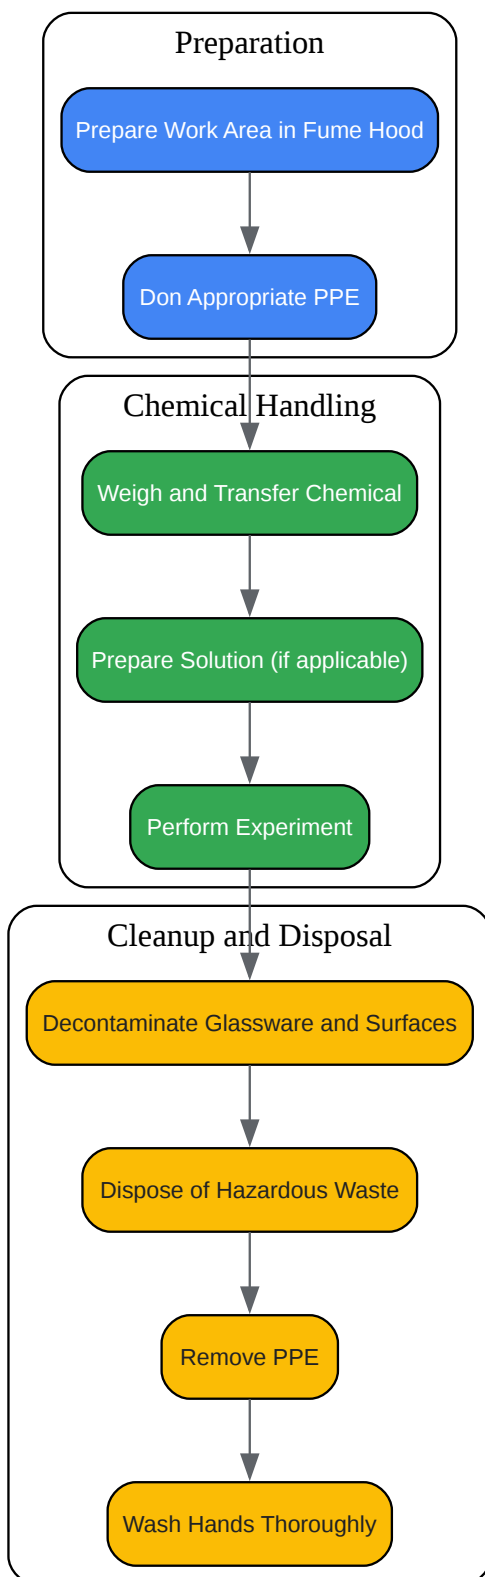 Preparation
Prepare Work Area in Fume Hood
Don Appropriate PPE
Chemical Handling
Weigh and Transfer Chemical
Prepare Solution (if applicable)
Perform Experiment
Cleanup and Disposal
Decontaminate Glassware and Surfaces
Dispose of Hazardous Waste
Remove PPE
Wash Hands Thoroughly